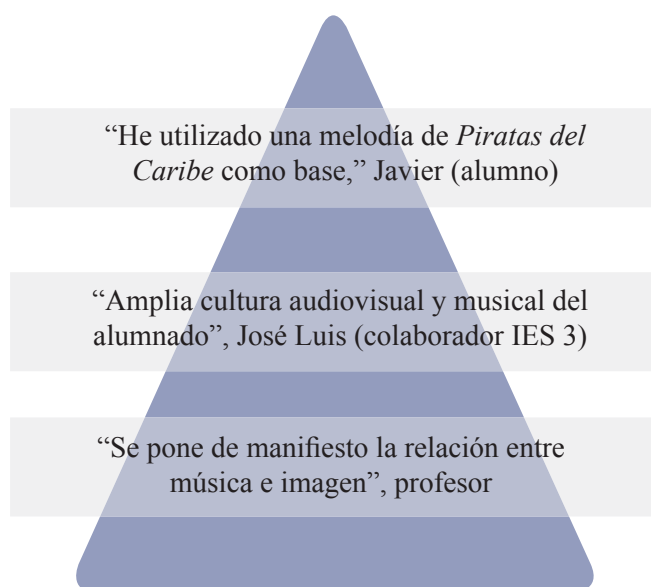 “He utilizado una melodía de Piratas del
Caribe como base,” Javier (alumno)
“Amplia cultura audiovisual y musical del
alumnado”, José Luis (colaborador IES 3)
“Se pone de manifiesto la relación entre
música e imagen”, profesor